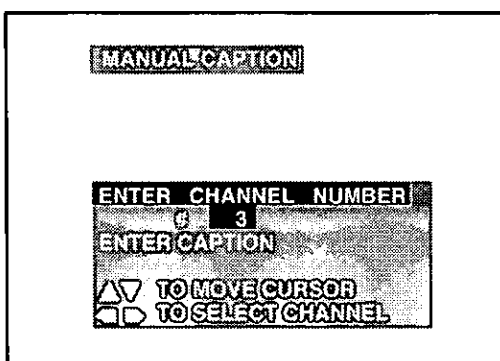 MANUAL CAPTION
ENTER CHANNEL NUMBER
# 3
ENTER CAPTION
△▽ TO MOVE CURSOR
◁▷ TO SELECT CHANNEL